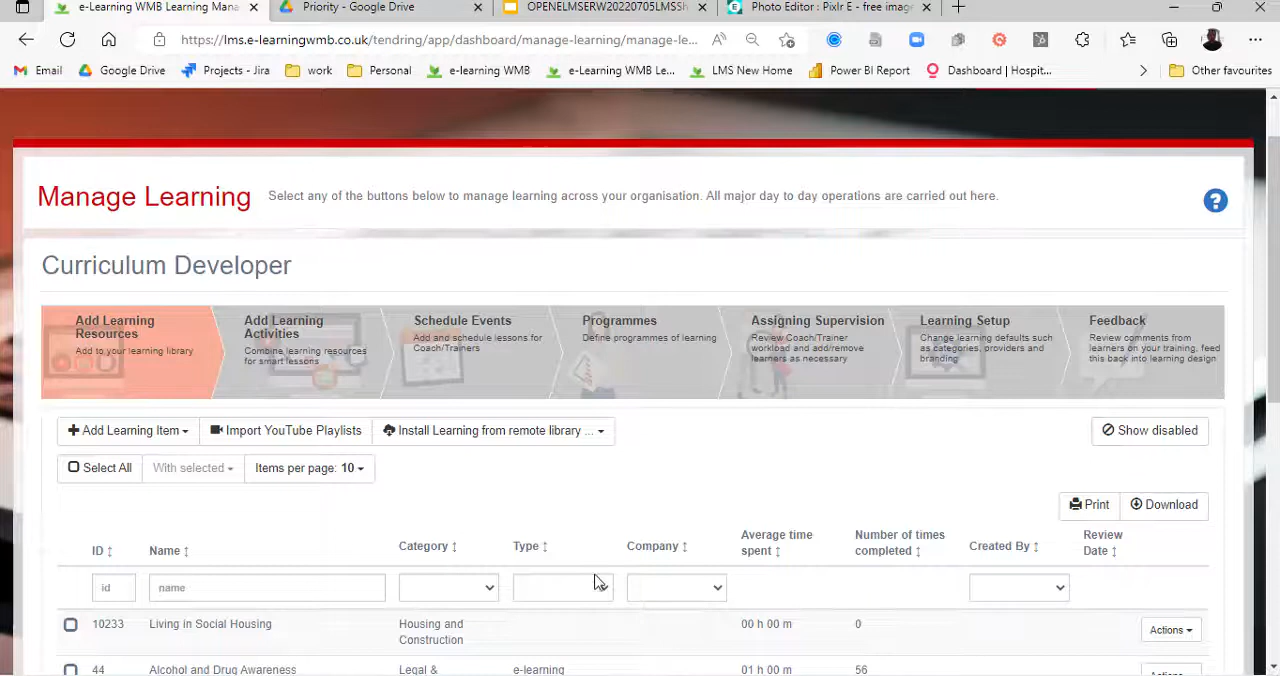 e-Learning WMB Learning Mana
Priority - Google Drive
OPENELMSERW20220705LMSSH
Photo Editor : Pixlr E - free image
https://lms.e-learningwmb.co.uk/tendring/app/dashboard/manage-learning/manage-le...
Email
Google Drive
Projects - Jira
work
Personal
e-learning WMB
e-Learning WMB Le...
LMS New Home
Power BI Report
Dashboard | Hospit...
Other favourites
Manage Learning
Select any of the buttons below to manage learning across your organisation. All major day to day operations are carried out here.
?
Curriculum Developer
Add Learning
Resources
Add to your learning library
Add Learning
Activities
Combine learning resources
for smart lessons
Schedule Events
Add and schedule lessons for
Coach/Trainers
Programmes
Define programmes of learning
Assigning Supervision
Review Coach/Trainer
workload and add/remove
learners as necessary
Learning Setup
Change learning defaults such
as categories, providers and
branding
Feedback
Review comments from
learners on your training, feed
this back into learning design
Add Learning Item
Import YouTube Playlists
Install Learning from remote library ...
Show disabled
Select All
With selected
Items per page: 10
Print
Download
ID
Name
Category
Type
Company
Average time
spent
Number of times
completed
Created By
Review
Date
id
name
10233
Living in Social Housing
Housing and
Construction
00 h 00 m
0
Actions
44
Alcohol and Drug Awareness
Legal &
e-learning
01 h 00 m
56
Actions